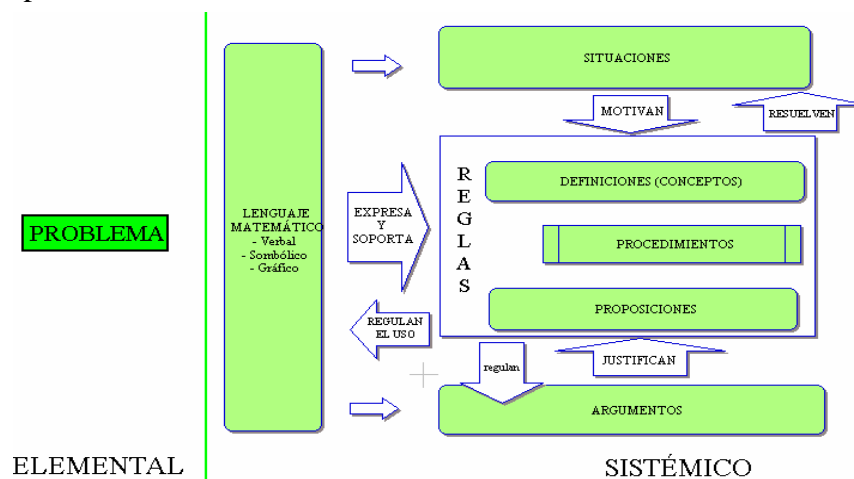 SITUACIONES
MOTIVAN
RESUELVEN
LENGUAJE
MATEMÁTICO
- Verbal
- Sombólico
- Gráfico
EXPRESA
Y
SOPORTA
REGULAN
EL USO
R
E
G
L
A
S
DEFINICIONES (CONCEPTOS)
PROCEDIMIENTOS
PROPOSICIONES
regulan
JUSTIFICAN
ARGUMENTOS
PROBLEMA
ELEMENTAL
SISTÉMICO